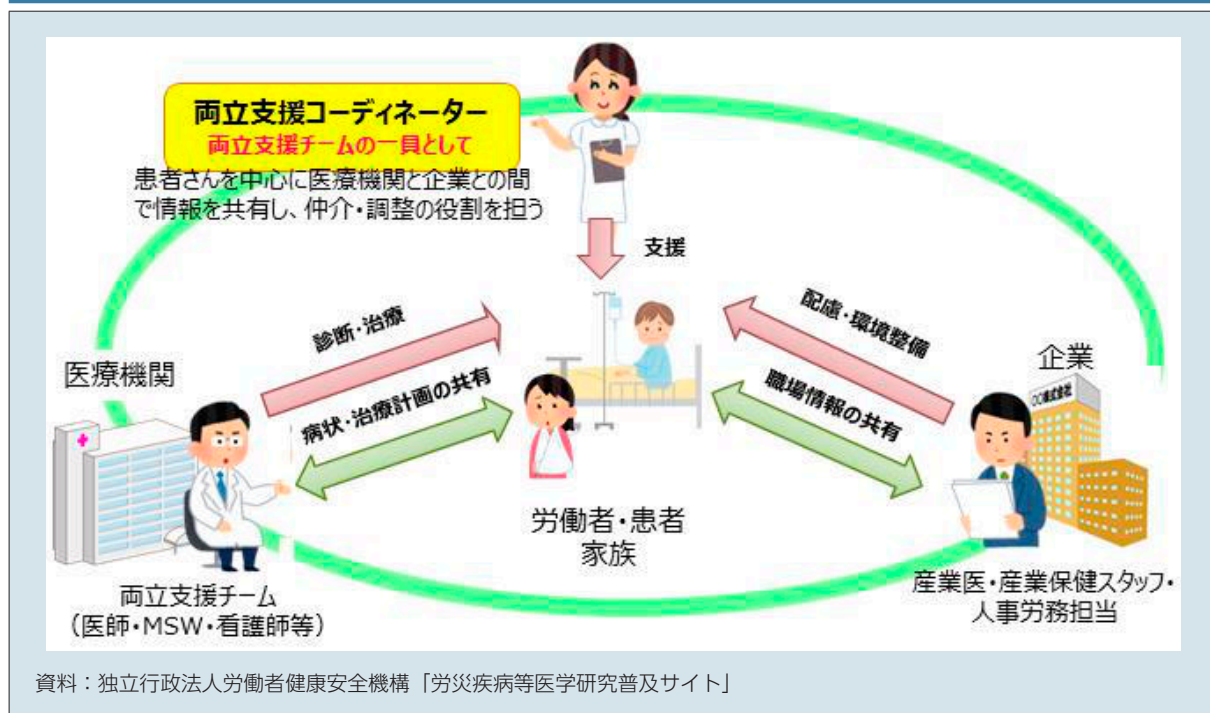 両立支援コーディネーター
両立支援チームの一員として
患者さんを中心に医療機関と企業との間
で情報を共有し、仲介・調整の役割を担う
支援
診断・治療
病状・治療計画の共有
配慮・環境整備
職場情報の共有
医療機関
企業
〇〇株式会社
労働者・患者
家族
両立支援チーム
(医師・MSW・看護師等)
産業医・産業保健スタッフ・
人事労務担当
資料:独立行政法人労働者健康安全機構「労災疾病等医学研究普及サイト」